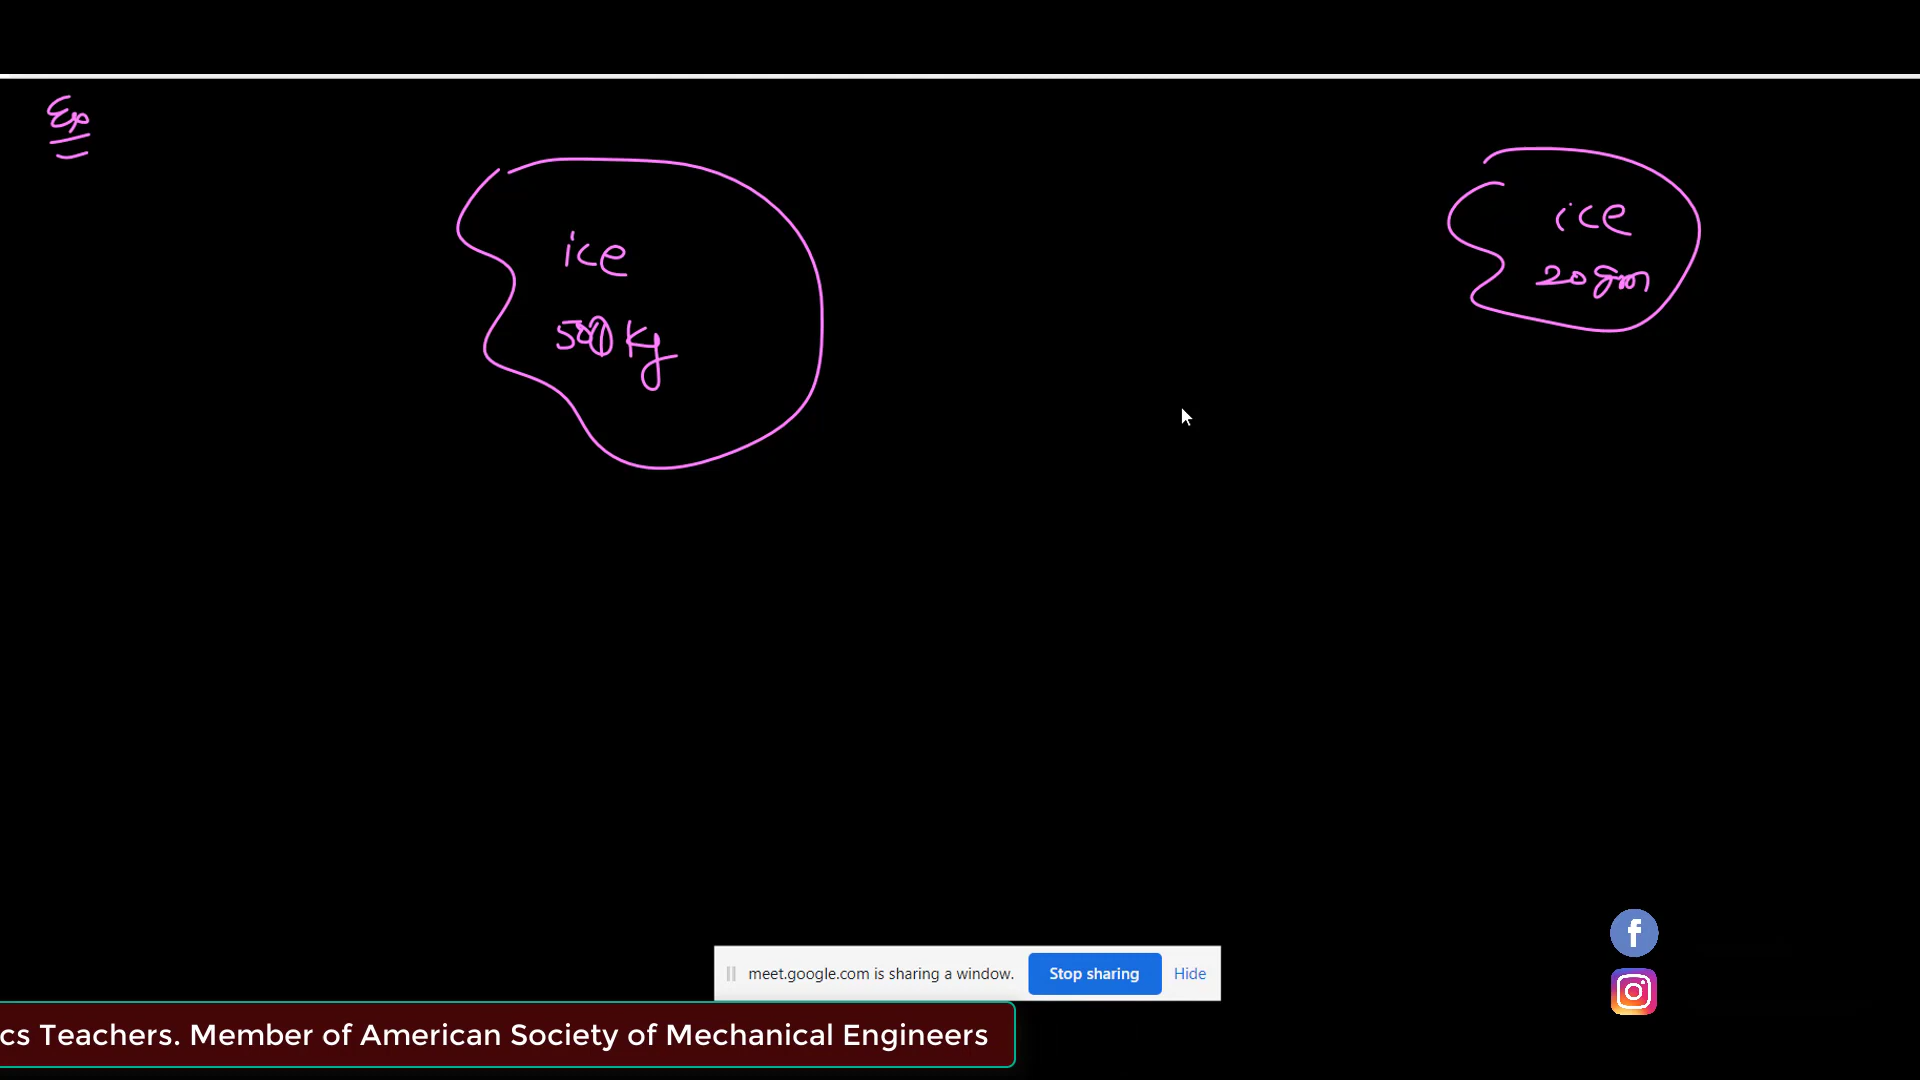 Ex
ice
500 Kg
ice
20 gm
meet.google.com is sharing a window.
Stop sharing
Hide
cs Teachers. Member of American Society of Mechanical Engineers